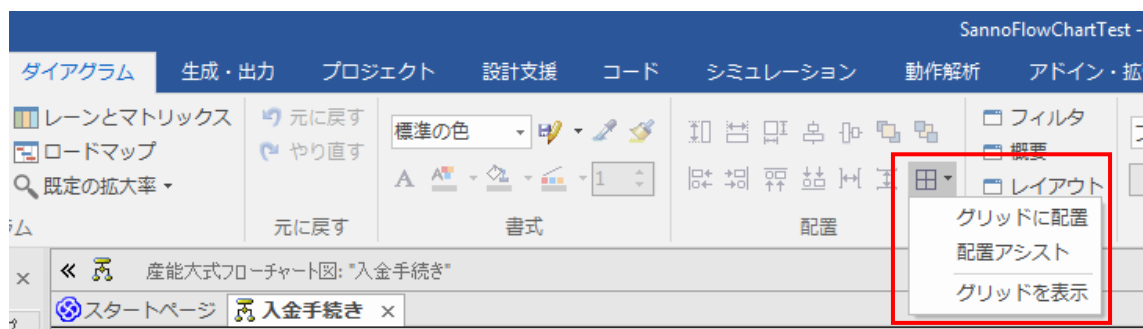 SannoFlowChartTest -
ダイアグラム 生成・出力 プロジェクト 設計支援 コード シミュレーション 動作解析 アドイン・拡
レーンとマトリックス 元に戻す 標準の色 フィルタ
ロードマップ やり直す 概要
既定の拡大率 A 1 レイアウト
ラム 元に戻す 書式 配置
グリッドに配置
配置アシスト
グリッドを表示
産能大式フローチャート図: "入金手続き"
スタートページ 入金手続き